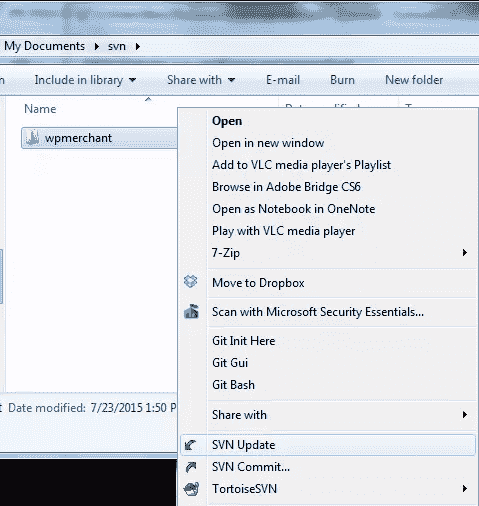 My Documents svn
Include in library Share with E-mail Burn New folder
Name
wpmerchant
Open
Open in new window
Add to VLC media player's Playlist
Browse in Adobe Bridge CS6
Open as Notebook in OneNote
Play with VLC media player
7-Zip
Move to Dropbox
Scan with Microsoft Security Essentials...
Git Init Here
Git Gui
Git Bash
Date modified: 7/23/2015 1:50 P
Share with
SVN Update
SVN Commit...
TortoiseSVN